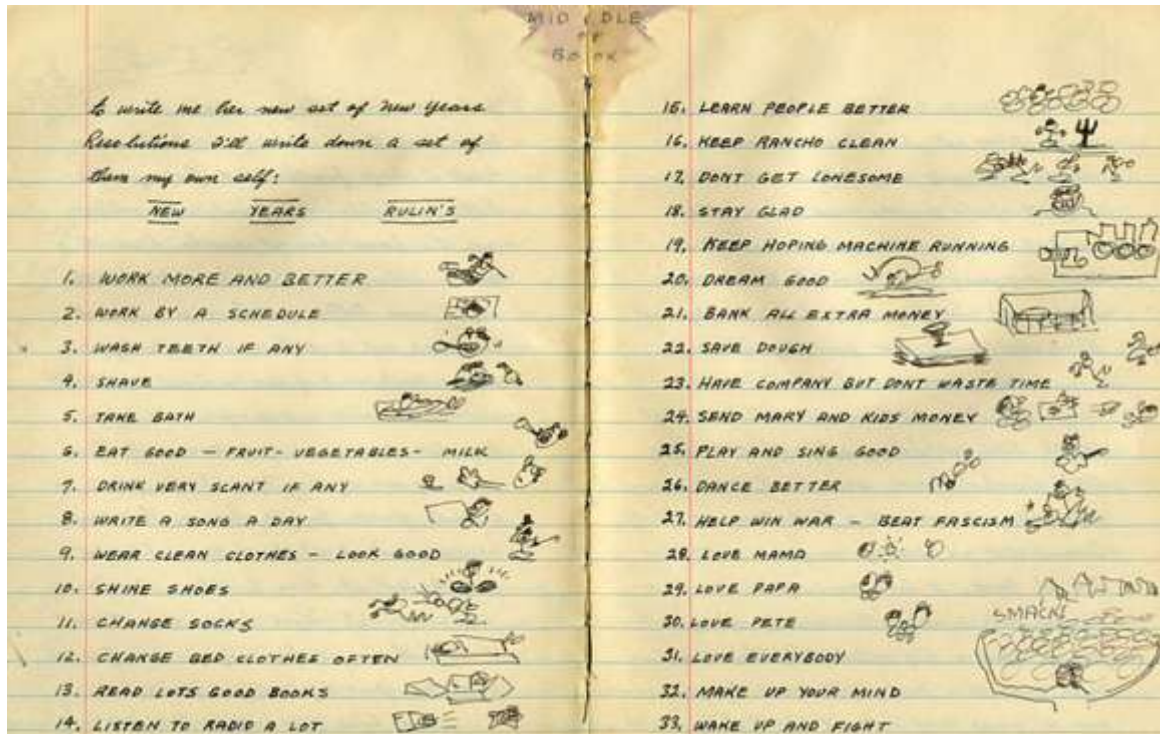 MIDDLE
OF
BOOK
to write me her new set of New Years
Resolutions I'll write down a set of
them my own self:
NEW YEARS RULIN'S
1. WORK MORE AND BETTER
2. WORK BY A SCHEDULE
3. WASH TEETH IF ANY
4. SHAVE
5. TAKE BATH
6. EAT GOOD - FRUIT - VEGETABLES - MILK
7. DRINK VERY SCANT IF ANY
8. WRITE A SONG A DAY
9. WEAR CLEAN CLOTHES - LOOK GOOD
10. SHINE SHOES
11. CHANGE SOCKS
12. CHANGE BED CLOTHES OFTEN
13. READ LOTS GOOD BOOKS
14. LISTEN TO RADIO A LOT
15. LEARN PEOPLE BETTER
16. KEEP RANCHO CLEAN
17. DONT GET LONESOME
18. STAY GLAD
19. KEEP HOPING MACHINE RUNNING
20. DREAM GOOD
21. BANK ALL EXTRA MONEY
22. SAVE DOUGH
23. HAVE COMPANY BUT DONT WASTE TIME
24. SEND MARY AND KIDS MONEY
25. PLAY AND SING GOOD
26. DANCE BETTER
27. HELP WIN WAR - BEAT FASCISM
28. LOVE MAMA
29. LOVE PAPA
30. LOVE PETE
SMACK!
31. LOVE EVERYBODY
32. MAKE UP YOUR MIND
33. WAKE UP AND FIGHT